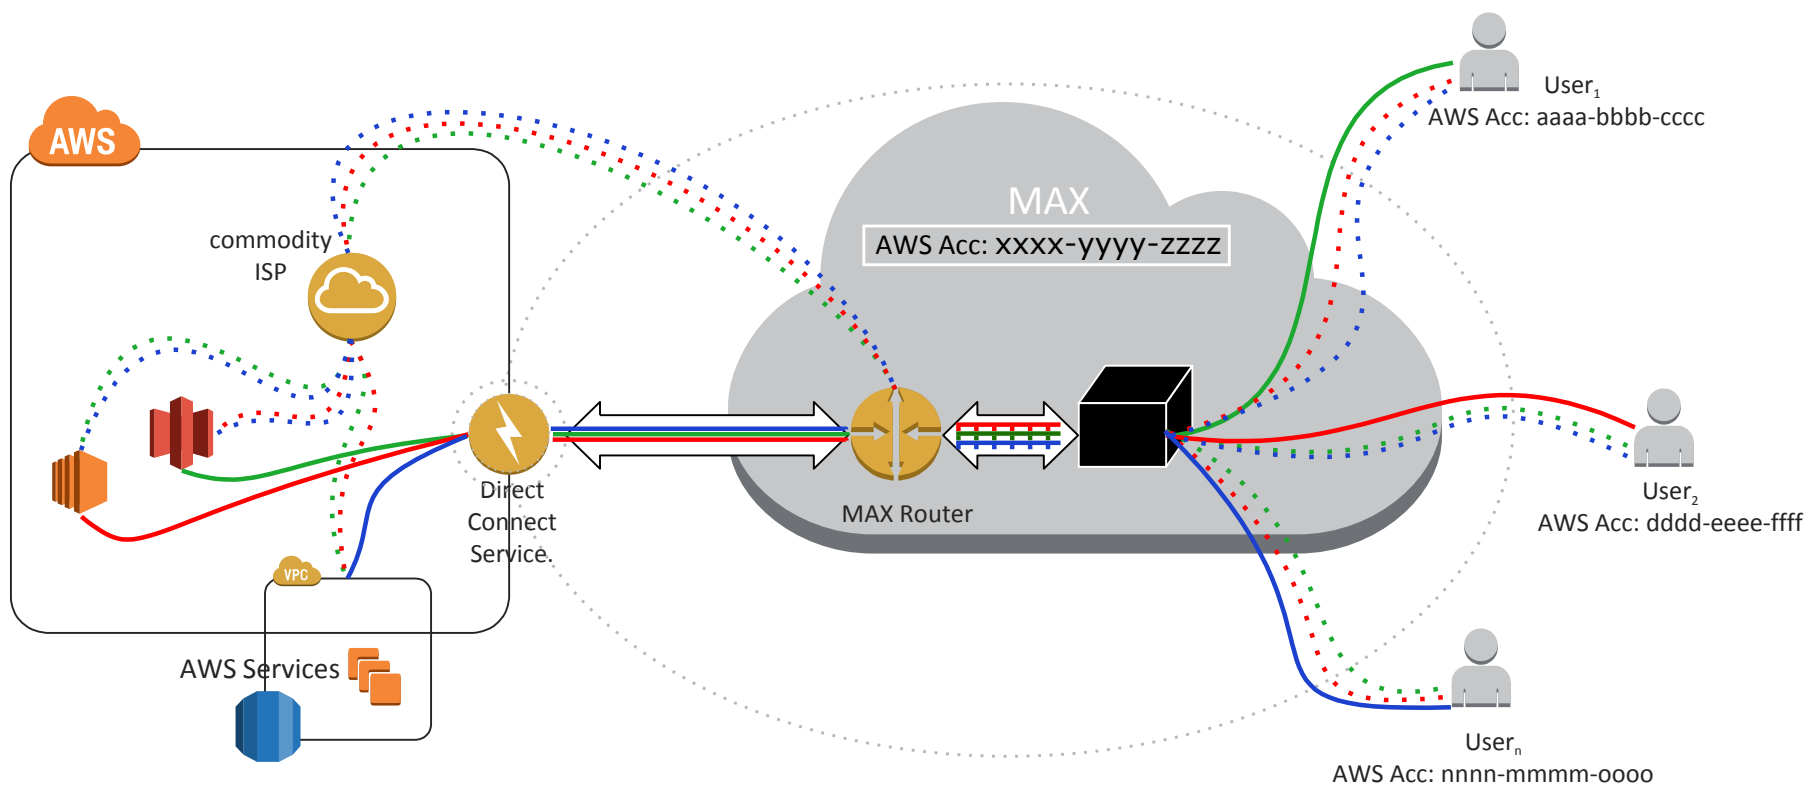 AWS
commodity
ISP
MAX
AWS Acc: xxxx-yyyy-zzzz
User1
AWS Acc: aaaa-bbbb-cccc
Direct
Connect
Service.
MAX Router
User2
AWS Acc: dddd-eeee-ffff
VPC
AWS Services
Usern
AWS Acc: nnnn-mmmm-oooo